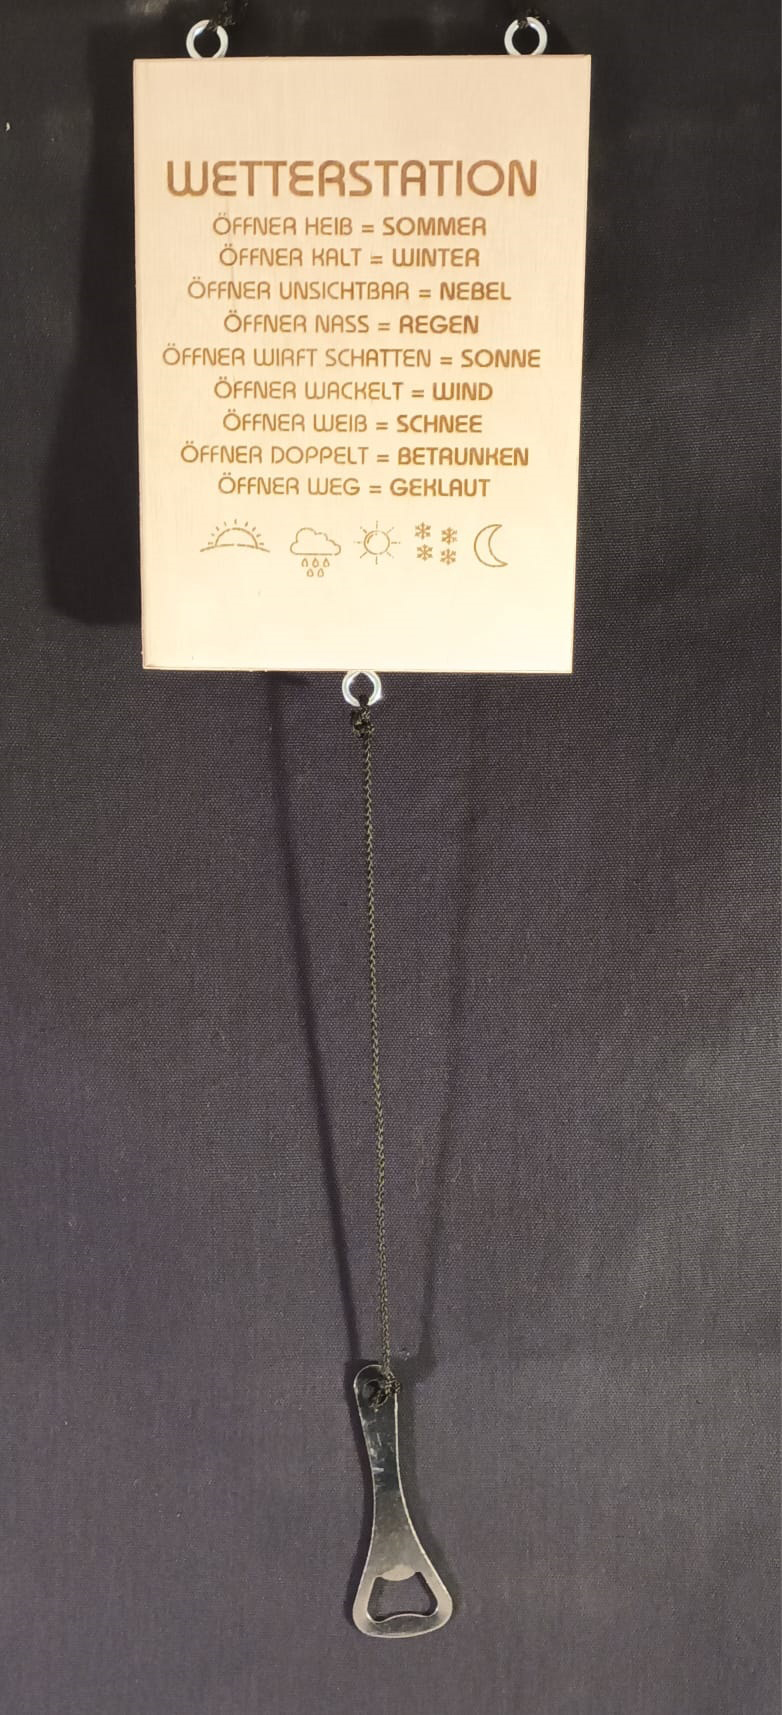 WETTERSTATION
ÖFFNER HEIß = SOMMER
ÖFFNER KALT = WINTER
ÖFFNER UNSICHTBAR = NEBEL
ÖFFNER NASS = REGEN
ÖFFNER WIRFT SCHATTEN = SONNE
ÖFFNER WACKELT = WIND
ÖFFNER WEIß = SCHNEE
ÖFFNER DOPPELT = BETRUNKEN
ÖFFNER WEG = GEKLAUT